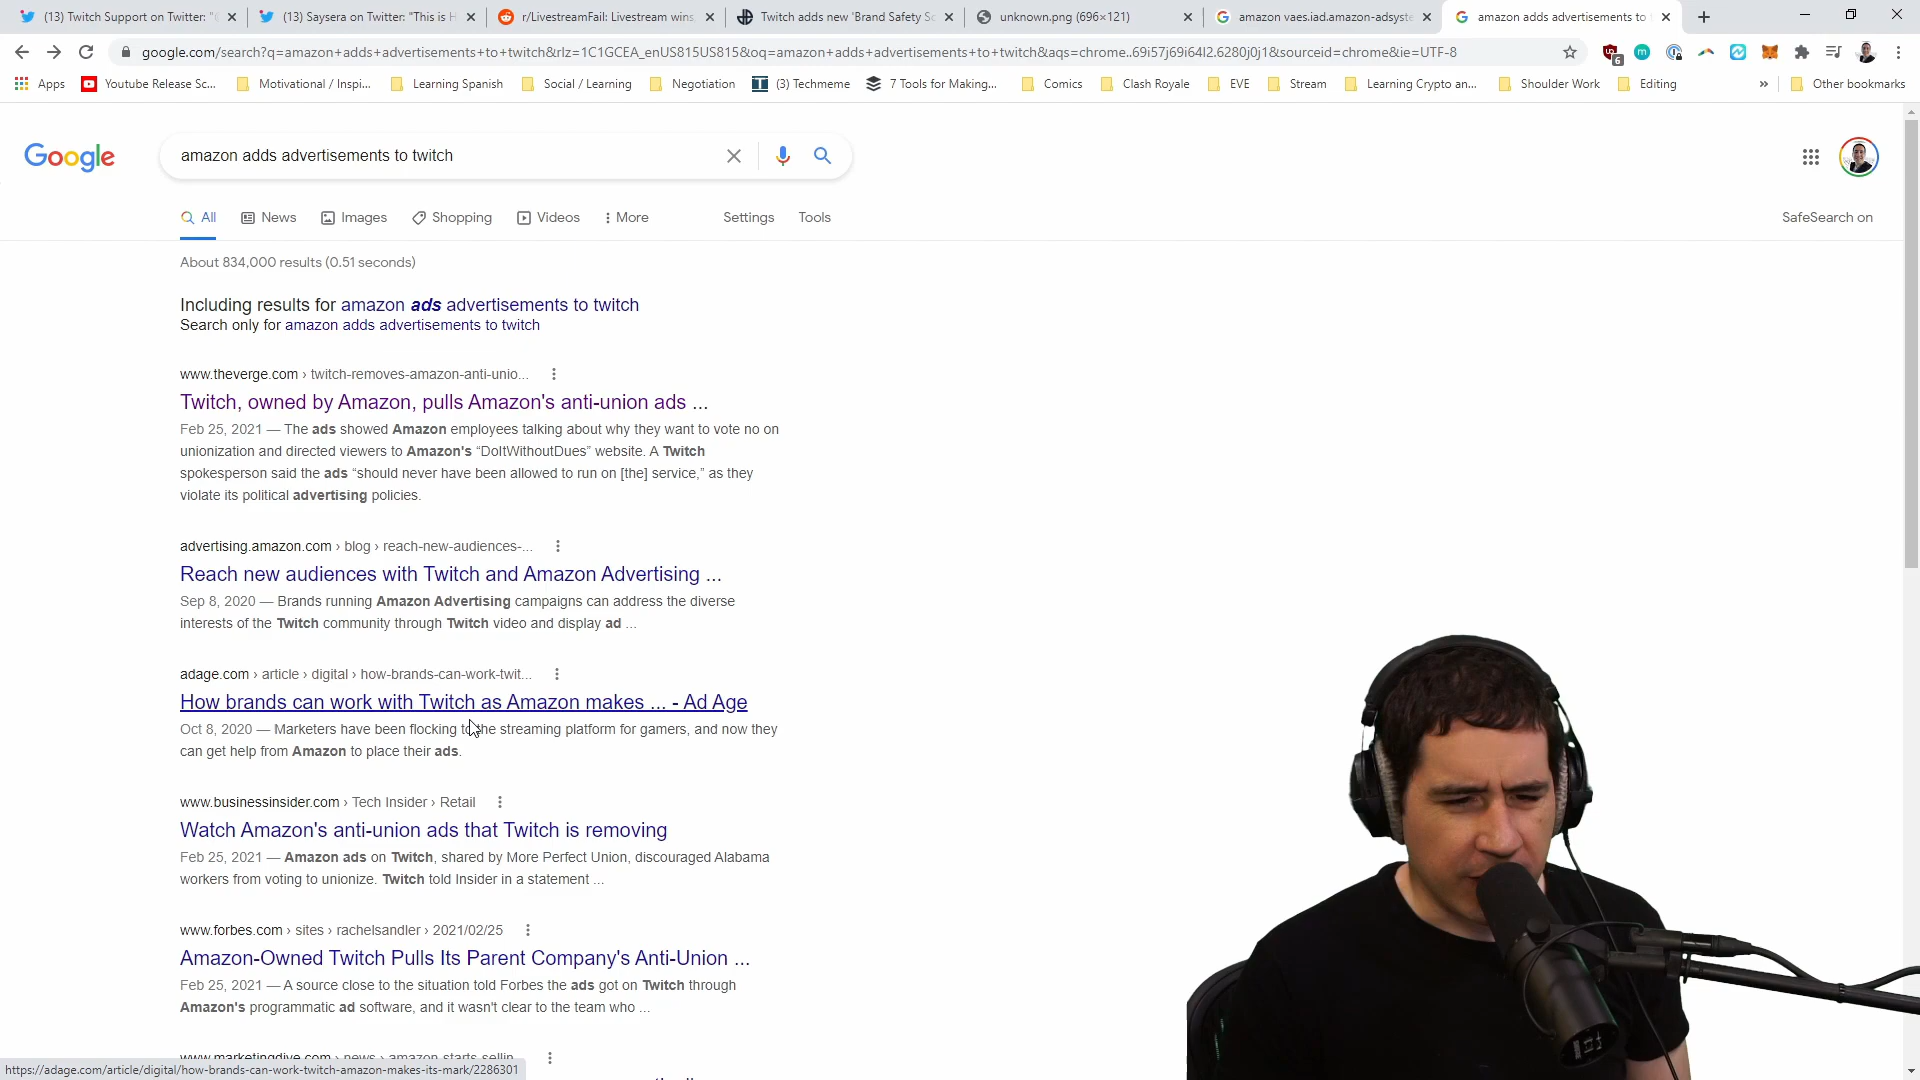 (13) Twitch Support on Twitter: "
(13) Saysera on Twitter: "This is H
r/LivestreamFail: Livestream wins,
Twitch adds new 'Brand Safety Sc
unknown.png (696×121)
amazon vaes.iad.amazon-adsyste
amazon adds advertisements to
google.com/search?q=amazon+adds+advertisements+to+twitch&rlz=1C1GCEA_enUS815US815&oq=amazon+adds+advertisements+to+twitch&aqs=chrome..69i57j69i64l2.6280j0j1&sourceid=chrome&ie=UTF-8
6
Apps
Youtube Release Sc...
Motivational / Inspi...
Learning Spanish
Social / Learning
Negotiation
(3) Techmeme
7 Tools for Making...
Comics
Clash Royale
EVE
Stream
Learning Crypto an...
Shoulder Work
Editing
»
Other bookmarks
Google
amazon adds advertisements to twitch
All
News
Images
Shopping
Videos
More
Settings
Tools
SafeSearch on
About 834,000 results (0.51 seconds)
Including results for amazon ads advertisements to twitch
Search only for amazon adds advertisements to twitch
www.theverge.com › twitch-removes-amazon-anti-unio...
Twitch, owned by Amazon, pulls Amazon's anti-union ads ...
Feb 25, 2021 — The ads showed Amazon employees talking about why they want to vote no on
unionization and directed viewers to Amazon's “DoItWithoutDues” website. A Twitch
spokesperson said the ads “should never have been allowed to run on [the] service,” as they
violate its political advertising policies.
advertising.amazon.com › blog › reach-new-audiences-...
Reach new audiences with Twitch and Amazon Advertising ...
Sep 8, 2020 — Brands running Amazon Advertising campaigns can address the diverse
interests of the Twitch community through Twitch video and display ad ...
adage.com › article › digital › how-brands-can-work-twit...
How brands can work with Twitch as Amazon makes ... - Ad Age
Oct 8, 2020 — Marketers have been flocking to the streaming platform for gamers, and now they
can get help from Amazon to place their ads.
www.businessinsider.com › Tech Insider › Retail
Watch Amazon's anti-union ads that Twitch is removing
Feb 25, 2021 — Amazon ads on Twitch, shared by More Perfect Union, discouraged Alabama
workers from voting to unionize. Twitch told Insider in a statement ...
www.forbes.com › sites › rachelsandler › 2021/02/25
Amazon-Owned Twitch Pulls Its Parent Company's Anti-Union ...
Feb 25, 2021 — A source close to the situation told Forbes the ads got on Twitch through
Amazon's programmatic ad software, and it wasn't clear to the team who ...
www.marketingdive.com › news › amazon-starts-sellin...
https://adage.com/article/digital/how-brands-can-work-twitch-amazon-makes-its-mark/2286301